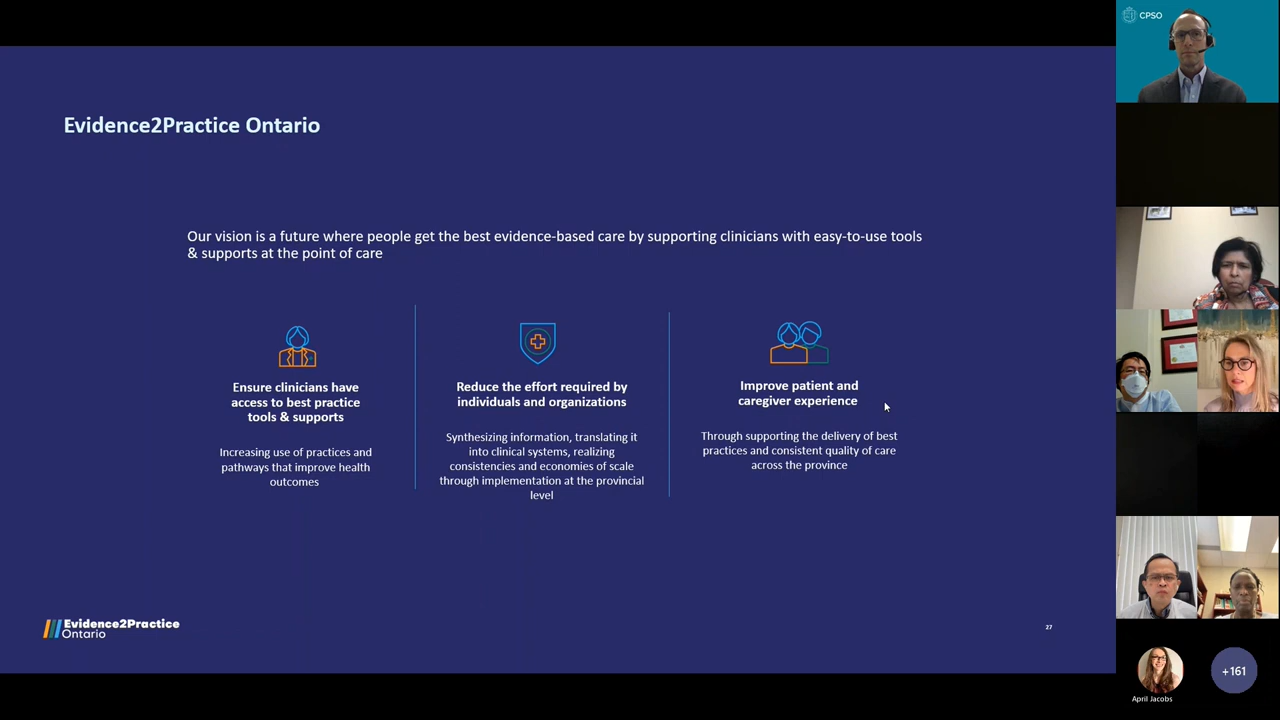 Evidence2Practice Ontario
Our vision is a future where people get the best evidence-based care by supporting clinicians with easy-to-use tools
& supports at the point of care
Ensure clinicians have
access to best practice
tools & supports
Increasing use of practices and
pathways that improve health
outcomes
Reduce the effort required by
individuals and organizations
Synthesizing information, translating it
into clinical systems, realizing
consistencies and economies of scale
through implementation at the provincial
level
Improve patient and
caregiver experience
Through supporting the delivery of best
practices and consistent quality of care
across the province
Evidence2Practice
Ontario
27
CPSO
April Jacobs
+161